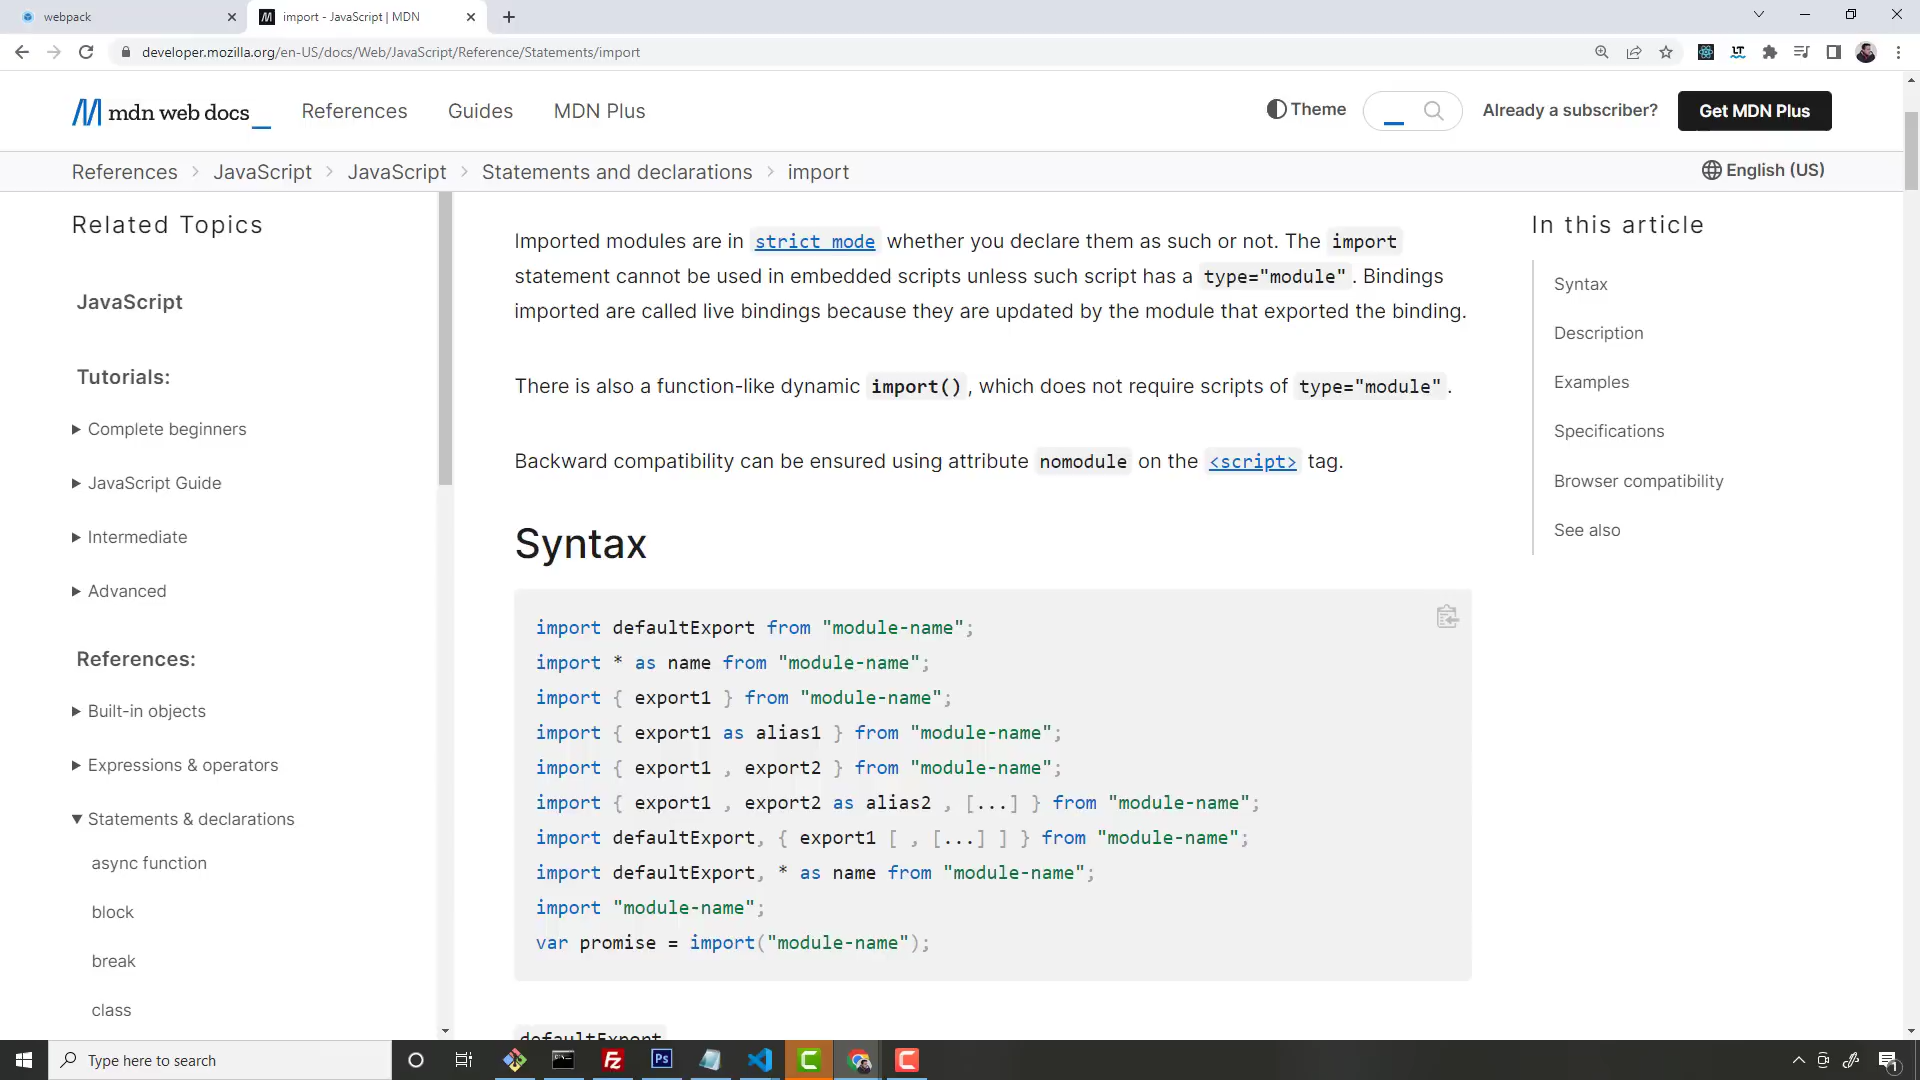 webpack
import - JavaScript | MDN
developer.mozilla.org/en-US/docs/Web/JavaScript/Reference/Statements/import
mdn web docs_
References
Guides
MDN Plus
Theme
Already a subscriber?
Get MDN Plus
References > JavaScript > JavaScript > Statements and declarations > import
English (US)
Related Topics
JavaScript
Tutorials:
Complete beginners
JavaScript Guide
Intermediate
Advanced
References:
Built-in objects
Expressions & operators
Statements & declarations
async function
block
break
class
Imported modules are in strict mode whether you declare them as such or not. The import
statement cannot be used in embedded scripts unless such script has a type="module". Bindings
imported are called live bindings because they are updated by the module that exported the binding.
There is also a function-like dynamic import(), which does not require scripts of type="module".
Backward compatibility can be ensured using attribute nomodule on the <script> tag.
Syntax
import defaultExport from "module-name";
import * as name from "module-name";
import { export1 } from "module-name";
import { export1 as alias1 } from "module-name";
import { export1 , export2 } from "module-name";
import { export1 , export2 as alias2 , [...] } from "module-name";
import defaultExport, { export1 [ , [...] ] } from "module-name";
import defaultExport, * as name from "module-name";
import "module-name";
var promise = import("module-name");
defaultExport
In this article
Syntax
Description
Examples
Specifications
Browser compatibility
See also
Type here to search
Fz
Ps
C
C
1